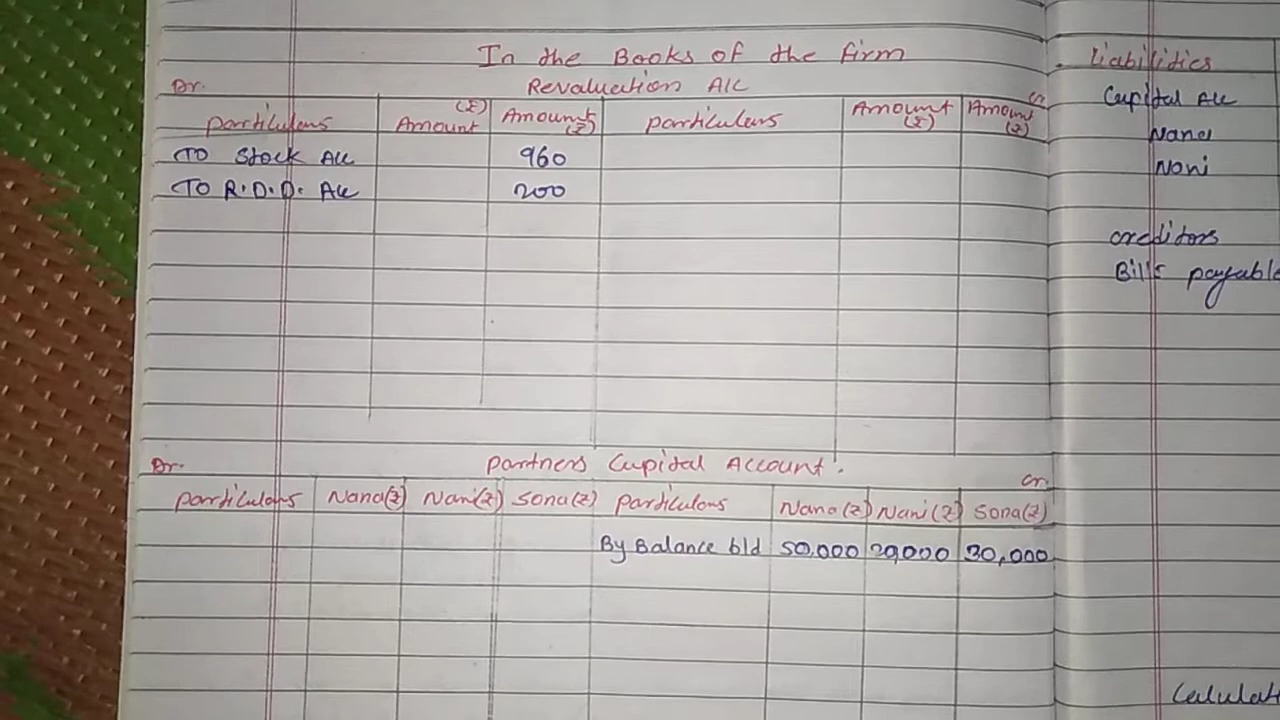 In the Books of the firm
Dr. Revaluation A/c Cr
Particulars Amount (₹) Amount (₹) particulars Amount (₹) Amount (₹)
To Stock A/c 960
To R.D.D. A/c 200
Dr. Partners Capital Account. Cr
Particulars Nana(₹) Nani(₹) Sona(₹) Particulars Nana(₹) Nani(₹) Sona(₹)
By Balance b/d 50,000 20,000 30,000
Liabilities
Capital A/c
Nana
Nani
creditors
Bills payable